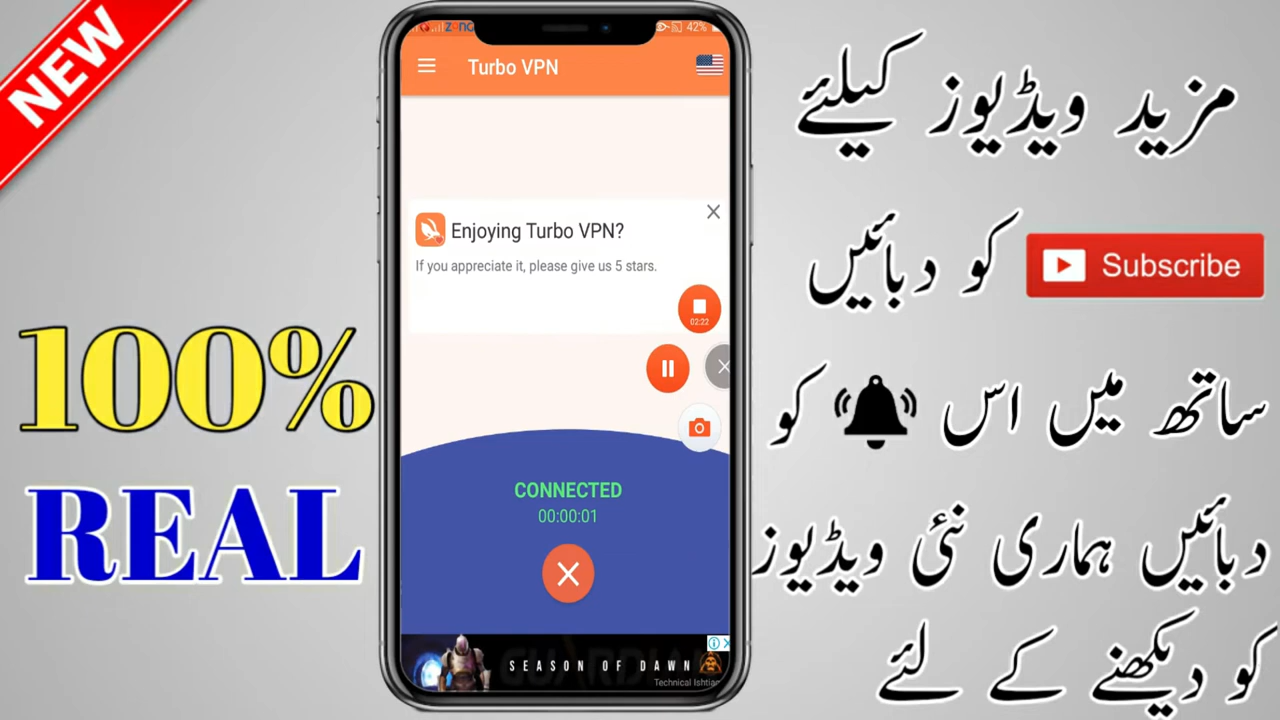 NEW
100%
REAL
zong
42%
Turbo VPN
Enjoying Turbo VPN?
If you appreciate it, please give us 5 stars.
02:22
CONNECTED
00:00:01
SEASON OF DAWN
Technical Ishtiaq
مزید ویڈیوز کیلئے
Subscribe کو دبائیں
ساتھ میں اس کو
دبائیں ہماری نئی ویڈیوز
کو دیکھنے کے لئے